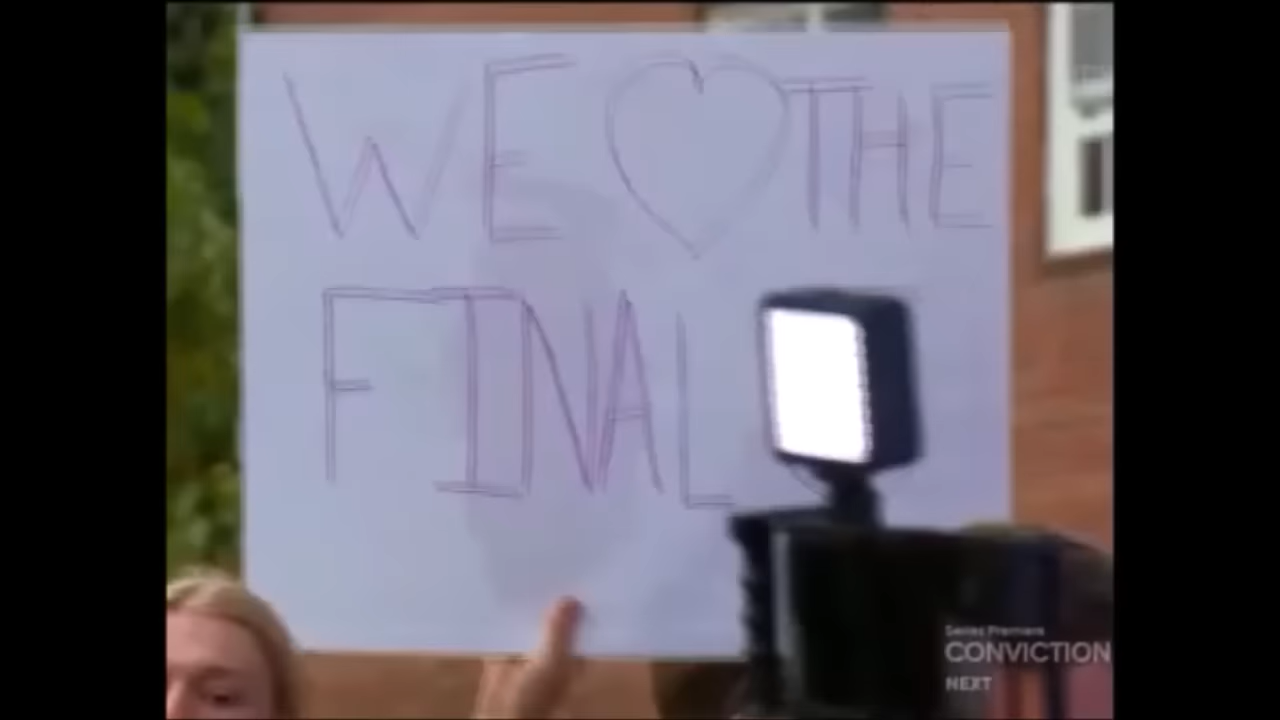 WE ♡ THE
FINAL
Series Premiere
CONVICTION
NEXT